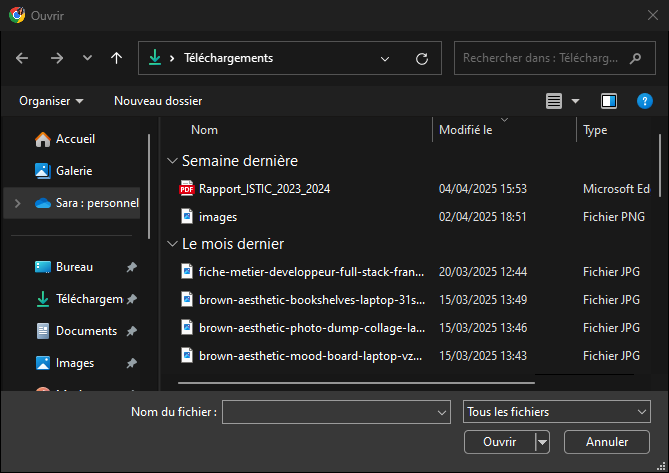 Ouvrir
Téléchargements
Rechercher dans : Télécharg...
Organiser
Nouveau dossier
Nom
Modifié le
Type
Accueil
Galerie
Sara : personnel
Bureau
Téléchargem
Documents
Images
Semaine dernière
PDF Rapport_ISTIC_2023_2024 04/04/2025 15:53 Microsoft Ed
images 02/04/2025 18:51 Fichier PNG
Le mois dernier
fiche-metier-developpeur-full-stack-fran... 20/03/2025 12:44 Fichier JPG
brown-aesthetic-bookshelves-laptop-31s... 15/03/2025 13:49 Fichier JPG
brown-aesthetic-photo-dump-collage-la... 15/03/2025 13:46 Fichier JPG
brown-aesthetic-mood-board-laptop-vz... 15/03/2025 13:43 Fichier JPG
Nom du fichier :
Tous les fichiers
Ouvrir
Annuler